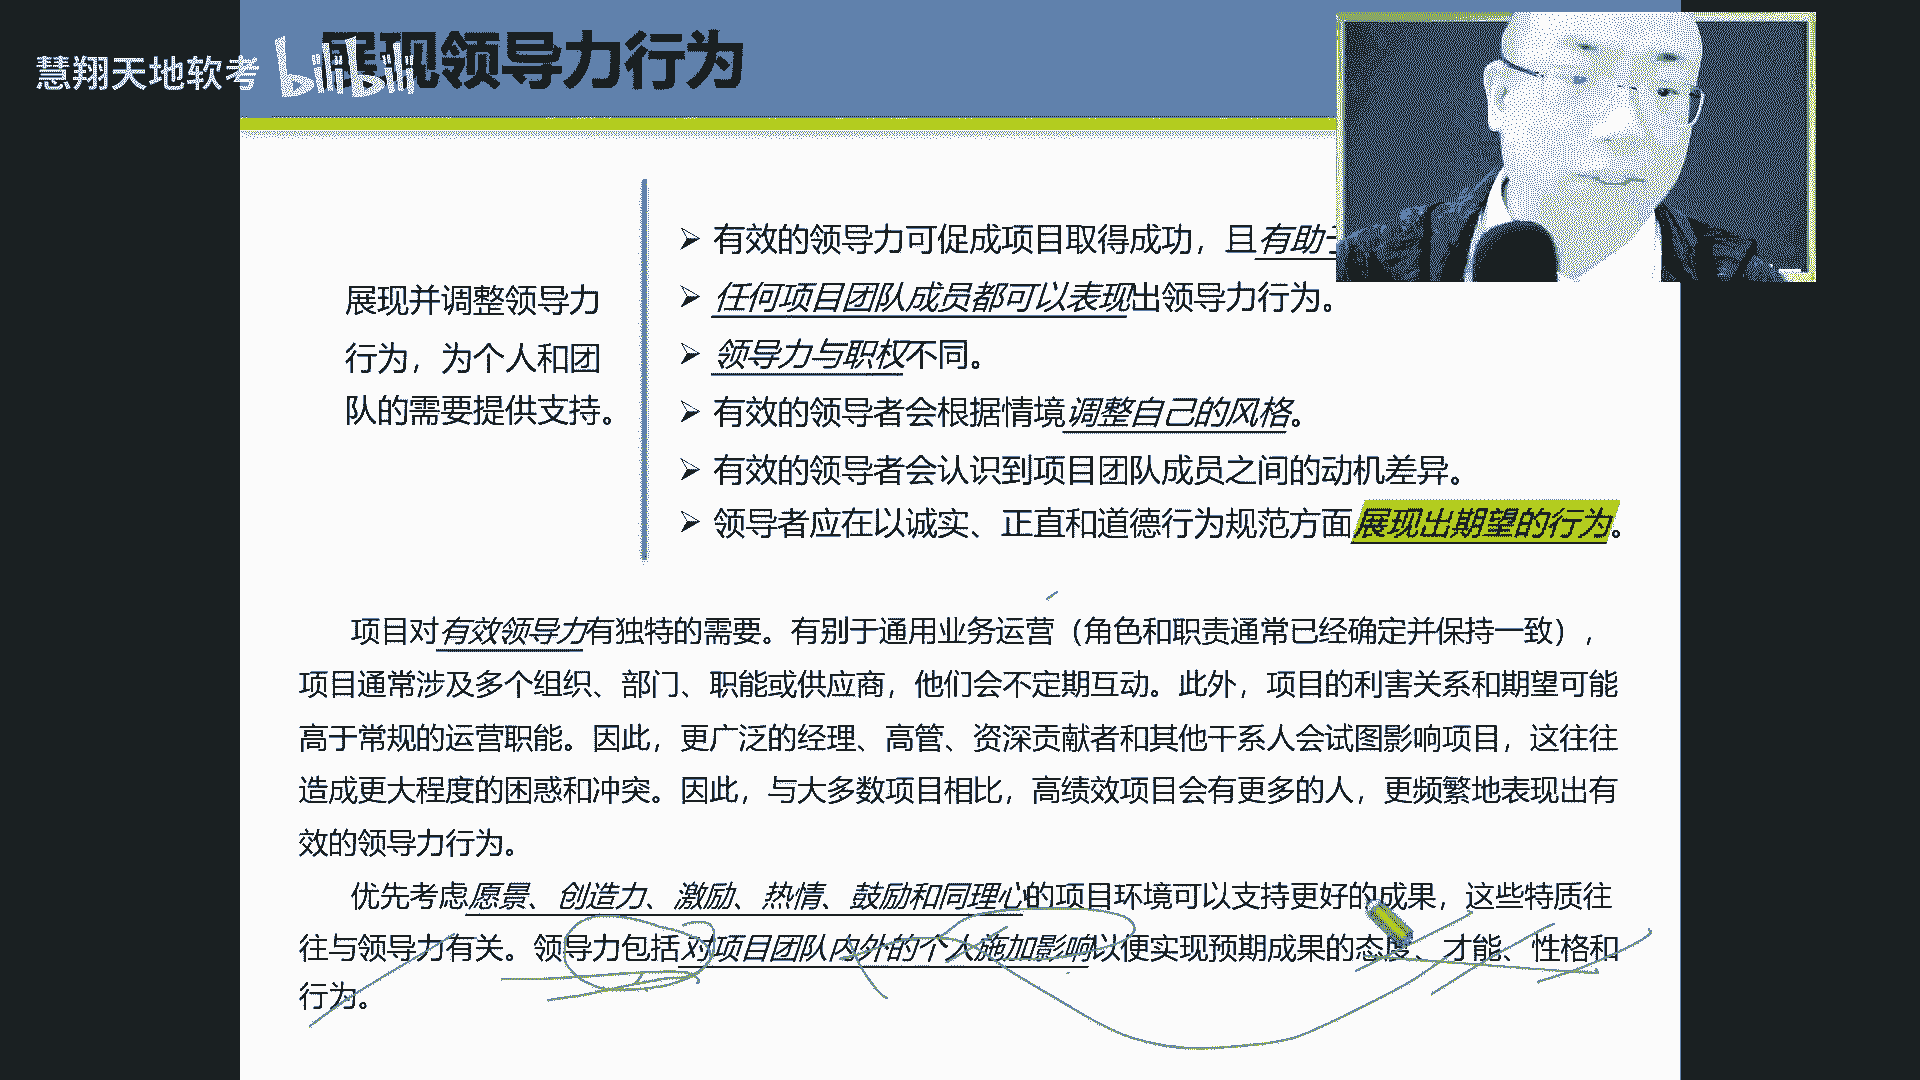 慧翔天地软考
bilibili
展现领导力行为
展现并调整领导力
行为，为个人和团
队的需要提供支持。
➢ 有效的领导力可促成项目取得成功，且有助
➢ 任何项目团队成员都可以表现出领导力行为。
➢ 领导力与职权不同。
➢ 有效的领导者会根据情境调整自己的风格。
➢ 有效的领导者会认识到项目团队成员之间的动机差异。
➢ 领导者应在以诚实、正直和道德行为规范方面展现出期望的行为。
项目对有效领导力有独特的需要。有别于通用业务运营（角色和职责通常已经确定并保持一致），
项目通常涉及多个组织、部门、职能或供应商，他们会不定期互动。此外，项目的利害关系和期望可能
高于常规的运营职能。因此，更广泛的经理、高管、资深贡献者和其他干系人会试图影响项目，这往往
造成更大程度的困惑和冲突。因此，与大多数项目相比，高绩效项目会有更多的人，更频繁地表现出有
效的领导力行为。
优先考虑愿景、创造力、激励、热情、鼓励和同理心的项目环境可以支持更好的成果，这些特质往
往与领导力有关。领导力包括对项目团队内外的个人施加影响以便实现预期成果的态度、才能、性格和
行为。